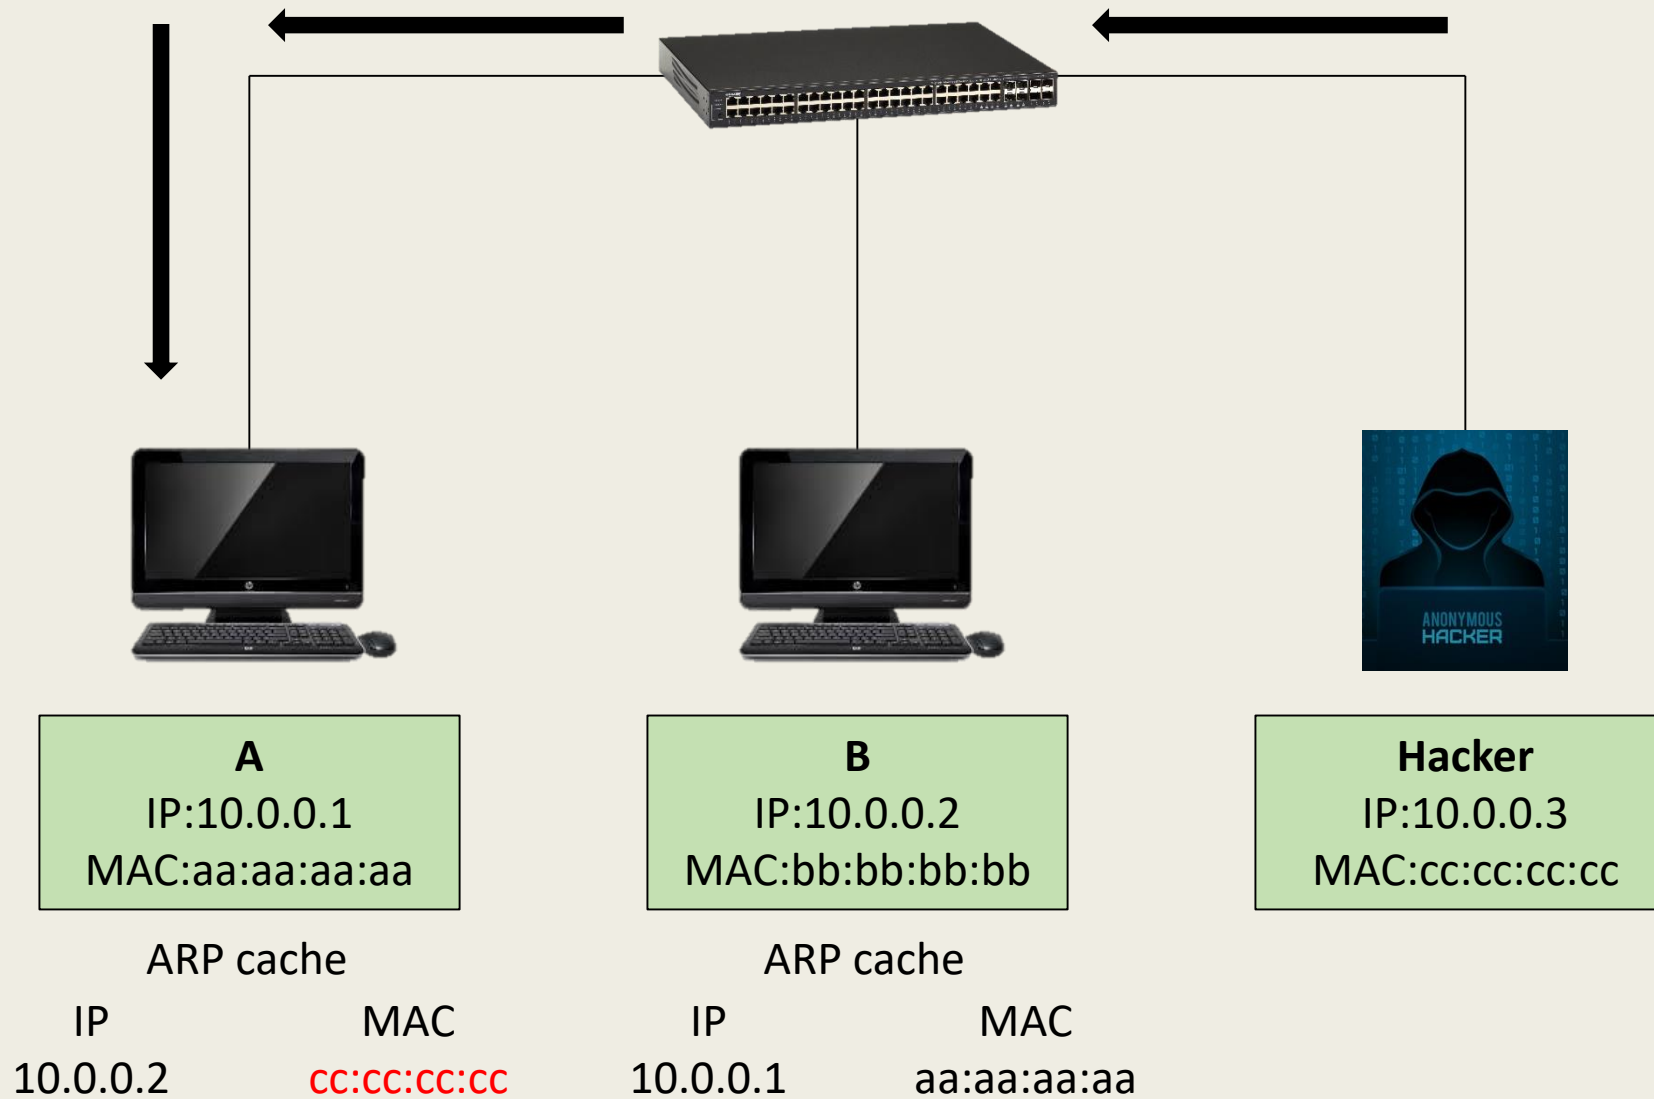 ANONYMOUS
HACKER
A
IP:10.0.0.1
MAC:aa:aa:aa:aa
B
IP:10.0.0.2
MAC:bb:bb:bb:bb
Hacker
IP:10.0.0.3
MAC:cc:cc:cc:cc
ARP cache
IP MAC
10.0.0.2 cc:cc:cc:cc
ARP cache
IP MAC
10.0.0.1 aa:aa:aa:aa